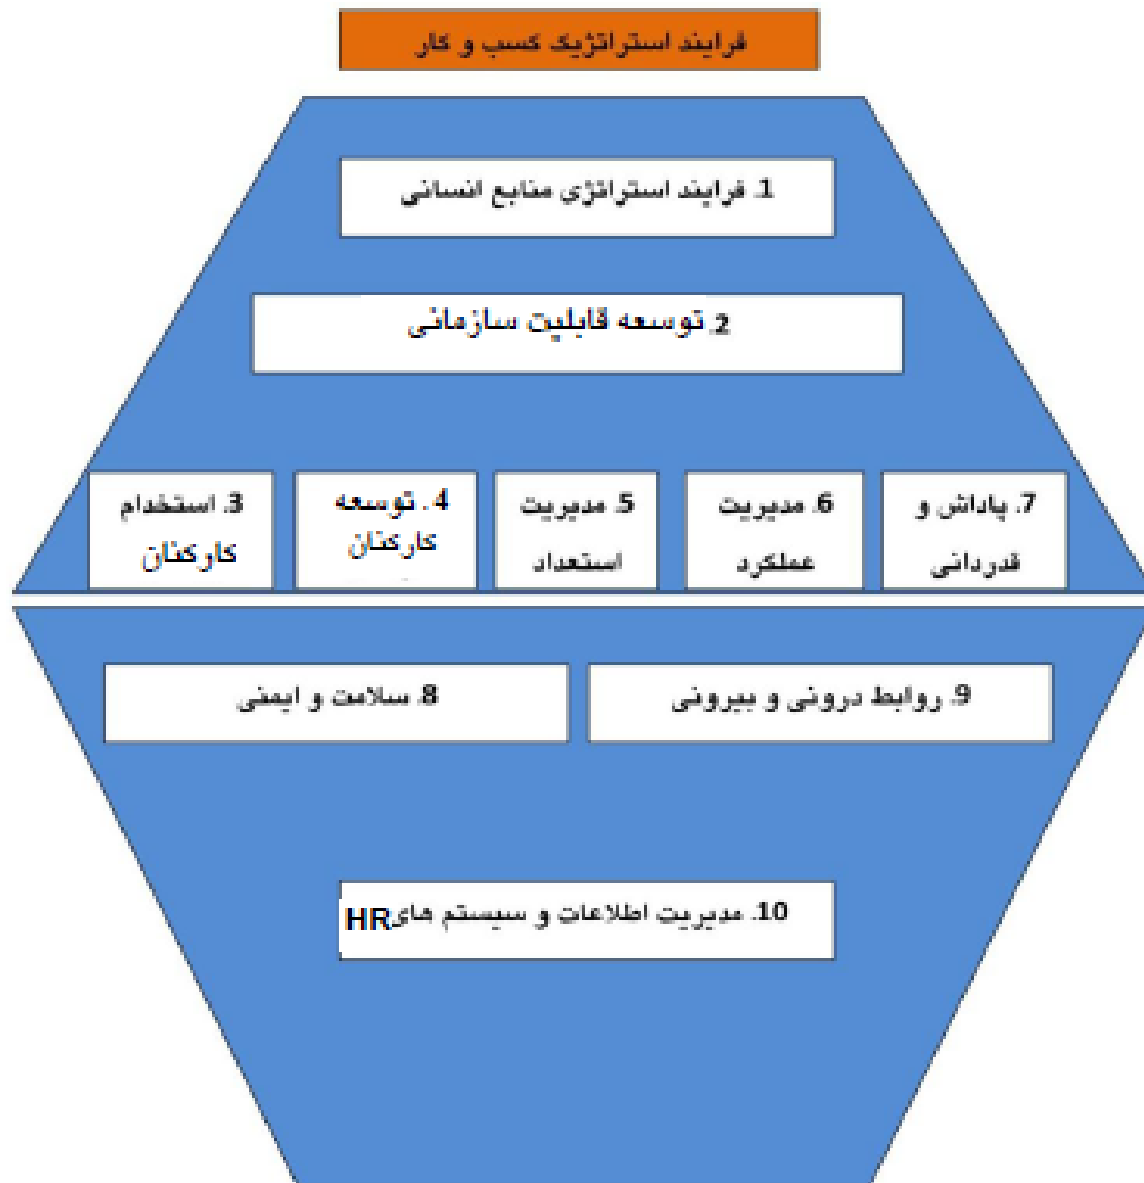 فرایند استراتژیک کسب و کار
1. فرایند استراتژی منابع انسانی
2. توسعه قابلیت سازمانی
3. استخدام
کارکنان
4. توسعه
کارکنان
5. مدیریت
استعداد
6. مدیریت
عملکرد
7. پاداش و
قدردانی
8. سلامت و ایمنی
9. روابط درونی و بیرونی
10. مدیریت اطلاعات و سیستم های HR